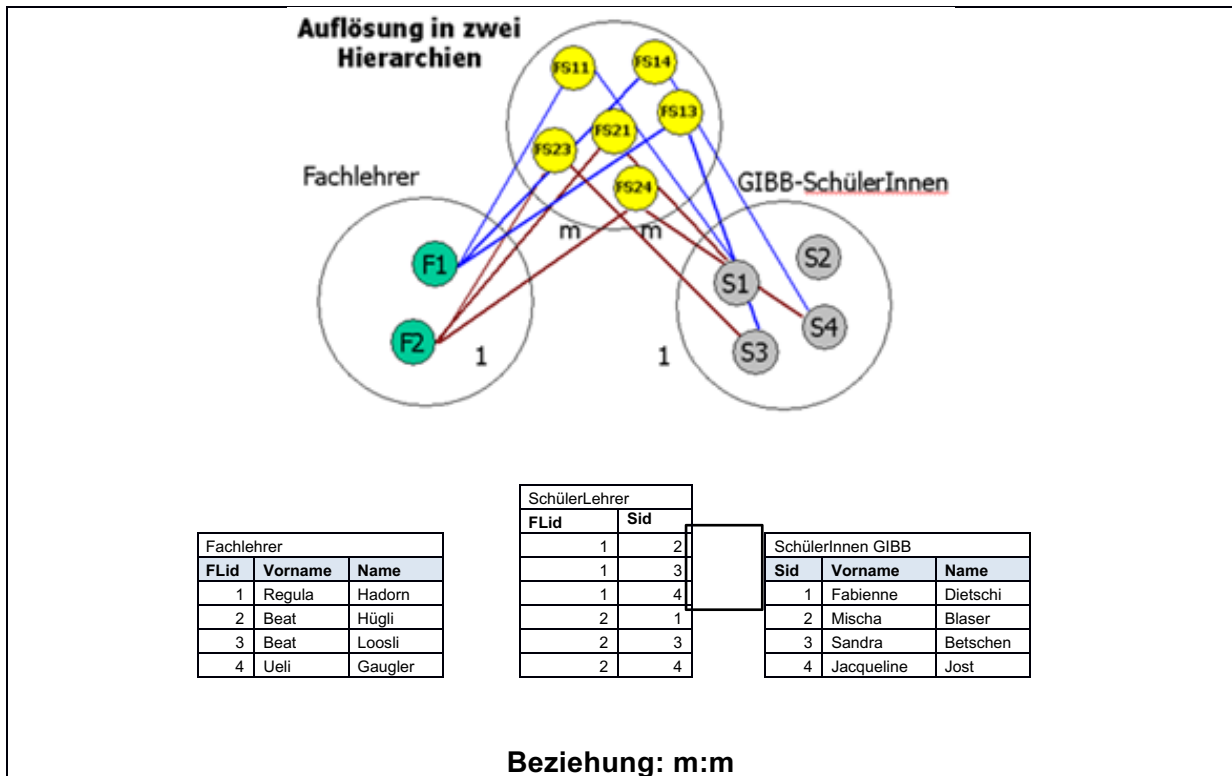 Auflösung in zwei
Hierarchien
FS11
FS14
FS13
FS21
FS23
FS24
Fachlehrer
GIBB-SchülerInnen
m m
F1
F2
1
S1
S2
S3
S4
1
SchülerLehrer
FLid Sid
1 2
1 3
1 4
2 1
2 3
2 4
Fachlehrer
FLid Vorname Name
1 Regula Hadorn
2 Beat Hügli
3 Beat Loosli
4 Ueli Gaugler
SchülerInnen GIBB
Sid Vorname Name
1 Fabienne Dietschi
2 Mischa Blaser
3 Sandra Betschen
4 Jacqueline Jost
Beziehung: m:m